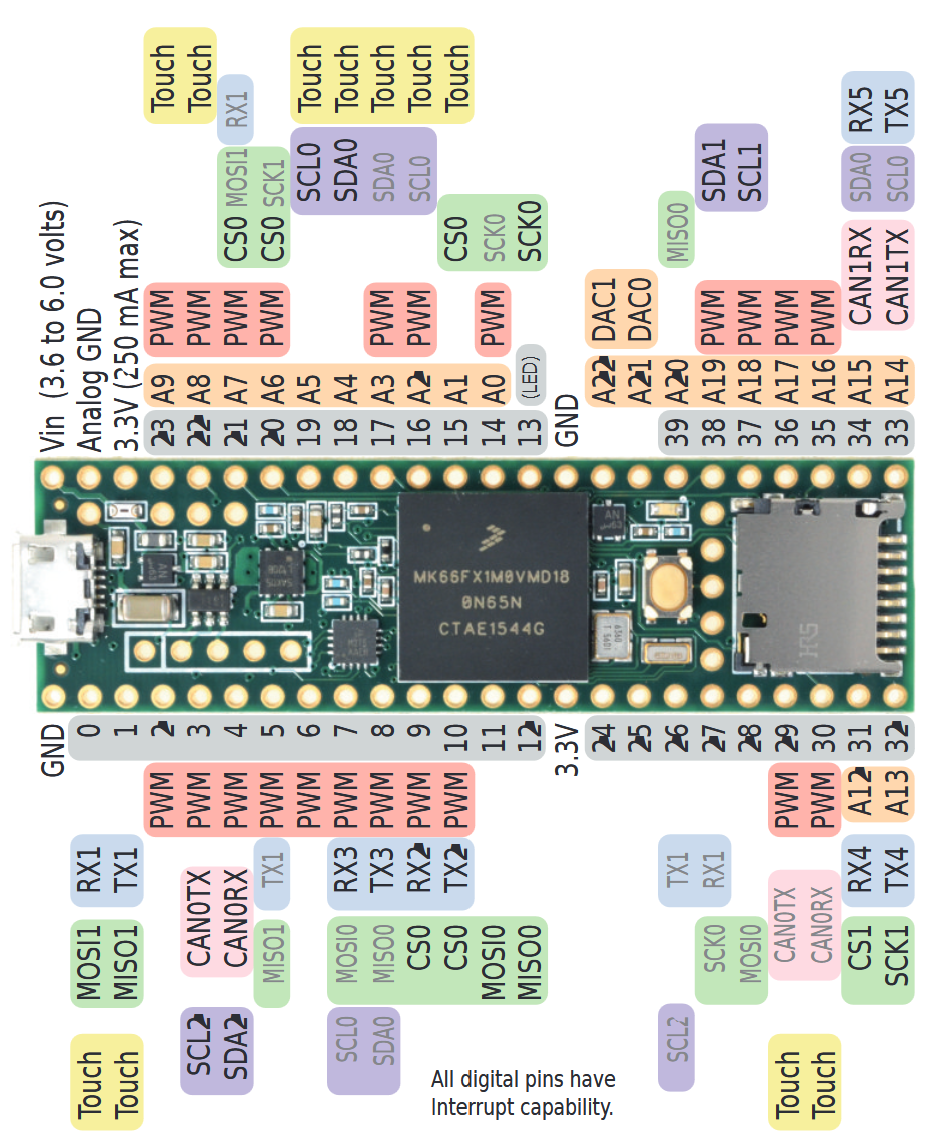 Vin (3.6 to 6.0 volts)
Analog GND
3.3V (250 mA max)
23 A9 PWM Touch
22 A8 PWM Touch
21 A7 PWM CS0 MOSI1 RX1
20 A6 PWM CS0 SCK1
19 A5 SCL0 Touch
18 A4 SDA0 Touch
17 A3 PWM SDA0 Touch
16 A2 PWM SCL0 Touch
15 A1 CS0 Touch
14 A0 PWM SCK0
13 (LED) SCK0
GND
A22 DAC1
A21 DAC0
39 A20 MISO0
38 A19 PWM SDA1
37 A18 PWM SCL1
36 A17 PWM
35 A16 PWM
34 A15 CAN1RX SDA0 RX5
33 A14 CAN1TX SCL0 TX5
MK66FX1M0VMD18
0N65N
CTAE1544G
HRS
GND
Touch MOSI1 RX1 0
Touch MISO1 TX1 1
PWM 2
SCL2 CAN0TX PWM 3
SDA2 CAN0RX PWM 4
MISO1 TX1 PWM 5
PWM 6
SCL0 MOSI0 RX3 PWM 7
SDA0 MISO0 TX3 PWM 8
CS0 RX2 PWM 9
CS0 TX2 PWM 10
MOSI0 11
MISO0 12
3.3V
24
25
SCL2 TX1 26
SCK0 RX1 27
MOSI0 28
Touch CAN0TX PWM 29
Touch CAN0RX PWM 30
CS1 RX4 A12 31
SCK1 TX4 A13 32
All digital pins have
Interrupt capability.